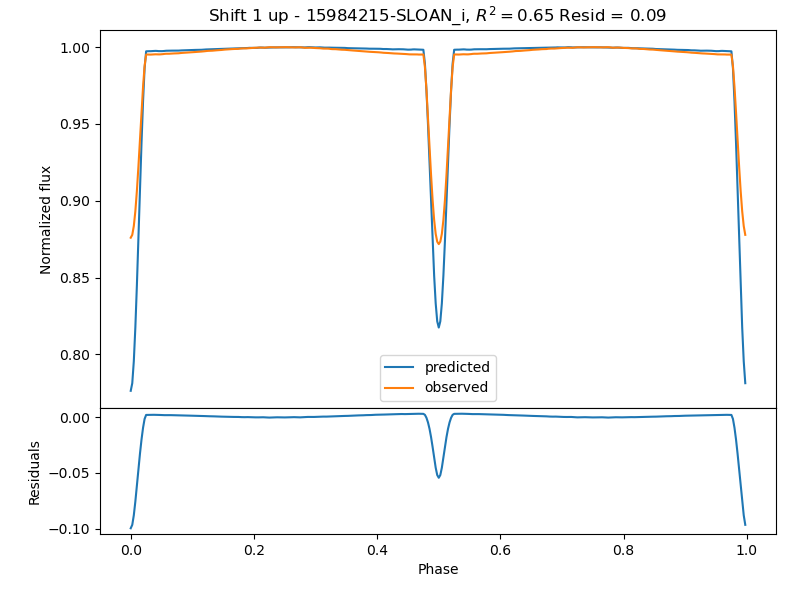 Shift 1 up - 15984215-SLOAN_i, $R^2 = 0.65$ Resid = 0.09
Normalized flux
1.00
0.95
0.90
0.85
0.80
predicted
observed
Residuals
0.00
−0.05
−0.10
0.0 0.2 0.4 0.6 0.8 1.0
Phase